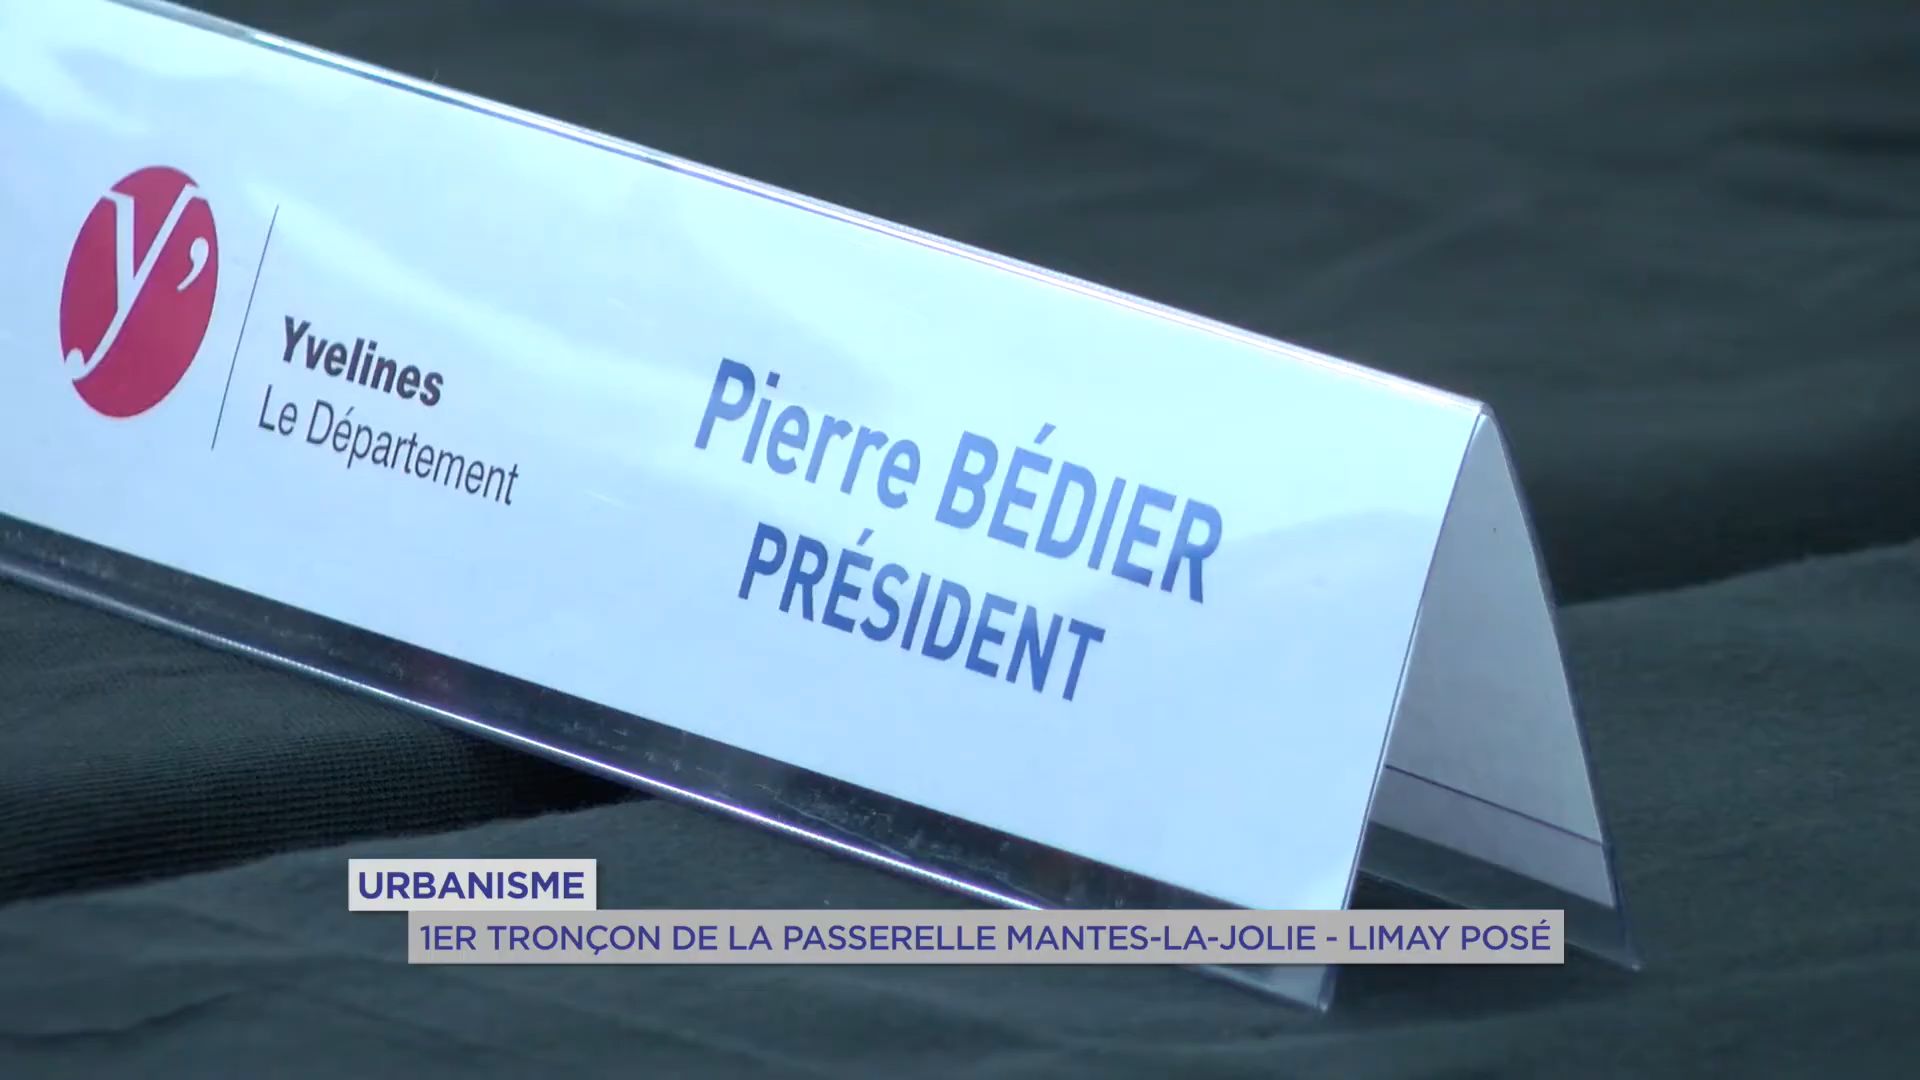 y'
Yvelines
Le Département
Pierre BÉDIER
PRÉSIDENT
URBANISME
1ER TRONÇON DE LA PASSERELLE MANTES-LA-JOLIE - LIMAY POSÉ